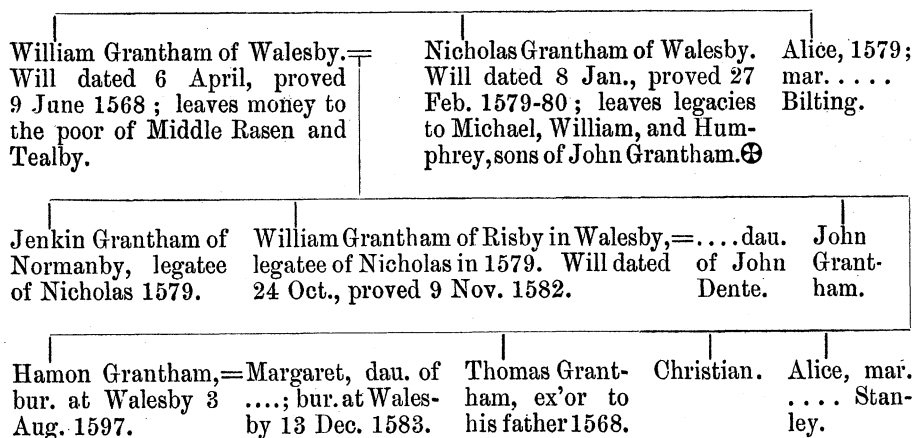 William Grantham of Walesby.=
Will dated 6 April, proved
9 June 1568 ; leaves money to
the poor of Middle Rasen and
Tealby.
Nicholas Grantham of Walesby.
Will dated 8 Jan., proved 27
Feb. 1579-80 ; leaves legacies
to Michael, William, and Hum-
phrey, sons of John Grantham.✠
Alice, 1579;
mar. . . . .
Bilting.
Jenkin Grantham of
Normanby, legatee
of Nicholas 1579.
William Grantham of Risby in Walesby,=
legatee of Nicholas in 1579. Will dated
24 Oct., proved 9 Nov. 1582.
....dau.
of John
Dente.
John
Grant-
ham.
Hamon Grantham,=
bur. at Walesby 3
Aug. 1597.
Margaret, dau. of
....; bur. at Wales-
by 13 Dec. 1583.
Thomas Grant-
ham, ex'or to
his father 1568.
Christian.
Alice, mar.
. . . . Stan-
ley.